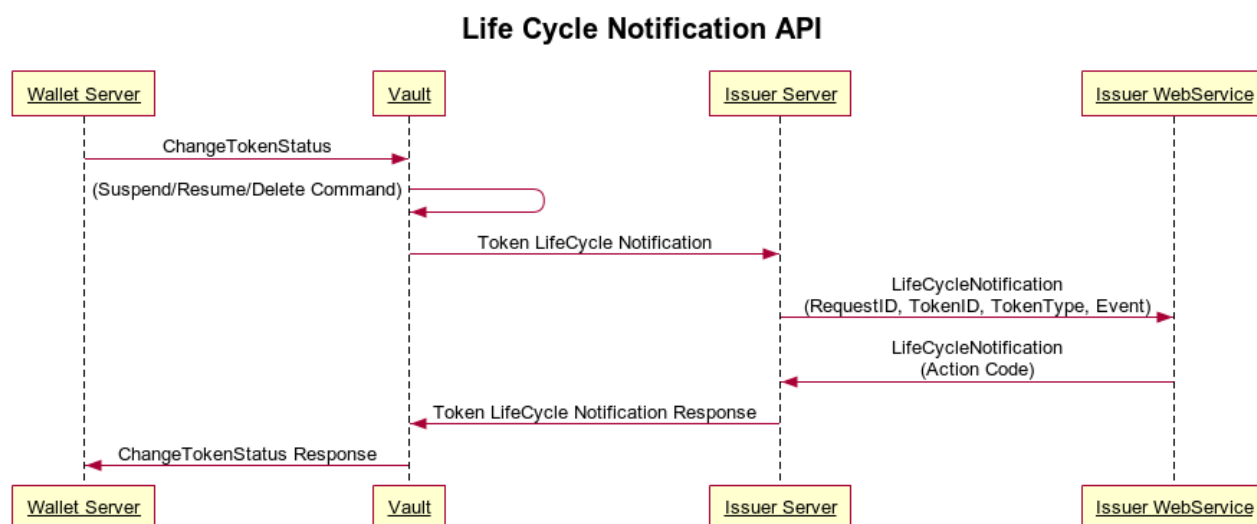 Life Cycle Notification API
Wallet Server
Vault
Issuer Server
Issuer WebService
ChangeTokenStatus
(Suspend/Resume/Delete Command)
Token LifeCycle Notification
LifeCycleNotification
(RequestID, TokenID, TokenType, Event)
LifeCycleNotification
(Action Code)
Token LifeCycle Notification Response
ChangeTokenStatus Response
Wallet Server
Vault
Issuer Server
Issuer WebService